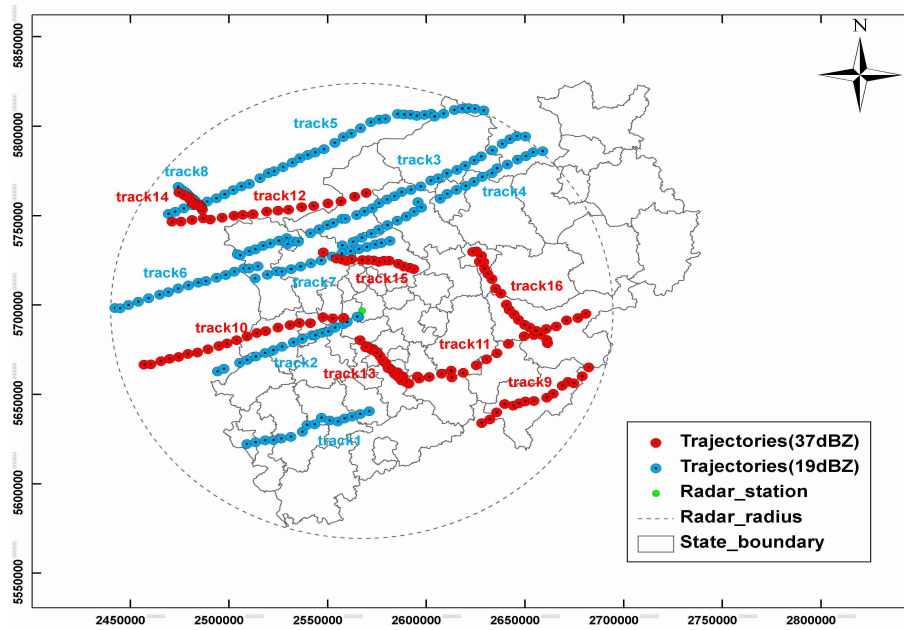 N
5850000
5800000
5750000
5700000
5650000
5600000
5550000
track5
track8
track3
track14
track12
track4
track6
track7
track15
track16
track10
track11
track2
track13
track9
track1
Trajectories(37dBZ)
Trajectories(19dBZ)
Radar_station
Radar_radius
State_boundary
2450000 2500000 2550000 2600000 2650000 2700000 2750000 2800000